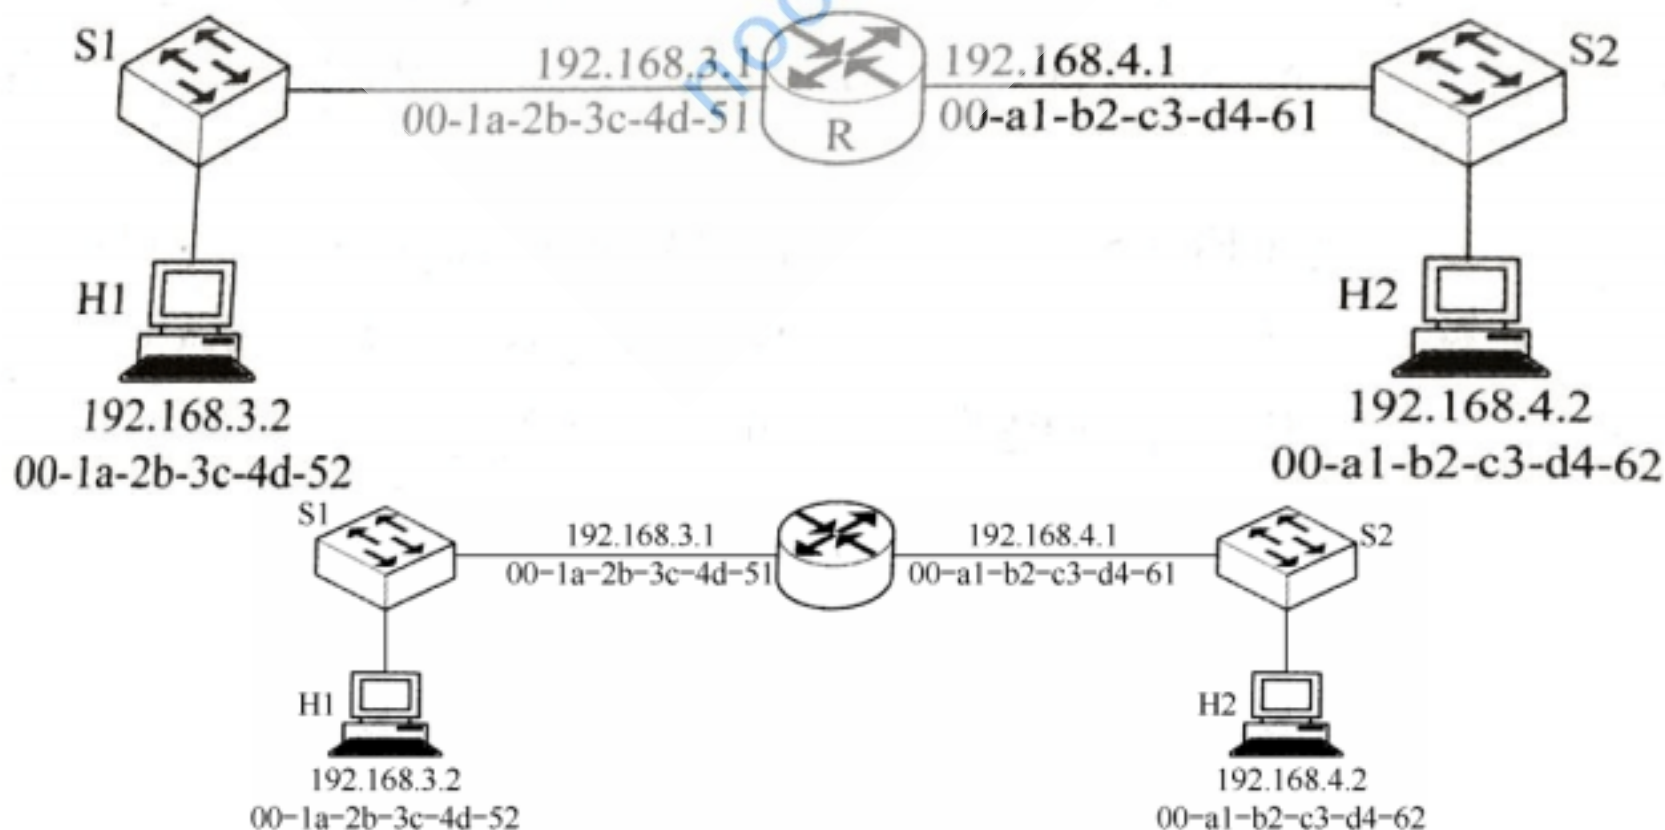 S1
192.168.3.1
192.168.4.1
S2
00-1a-2b-3c-4d-51
R
00-a1-b2-c3-d4-61
H1
H2
192.168.3.2
192.168.4.2
00-1a-2b-3c-4d-52
00-a1-b2-c3-d4-62
S1
192.168.3.1
192.168.4.1
S2
00-1a-2b-3c-4d-51
00-a1-b2-c3-d4-61
H1
H2
192.168.3.2
192.168.4.2
00-1a-2b-3c-4d-52
00-a1-b2-c3-d4-62